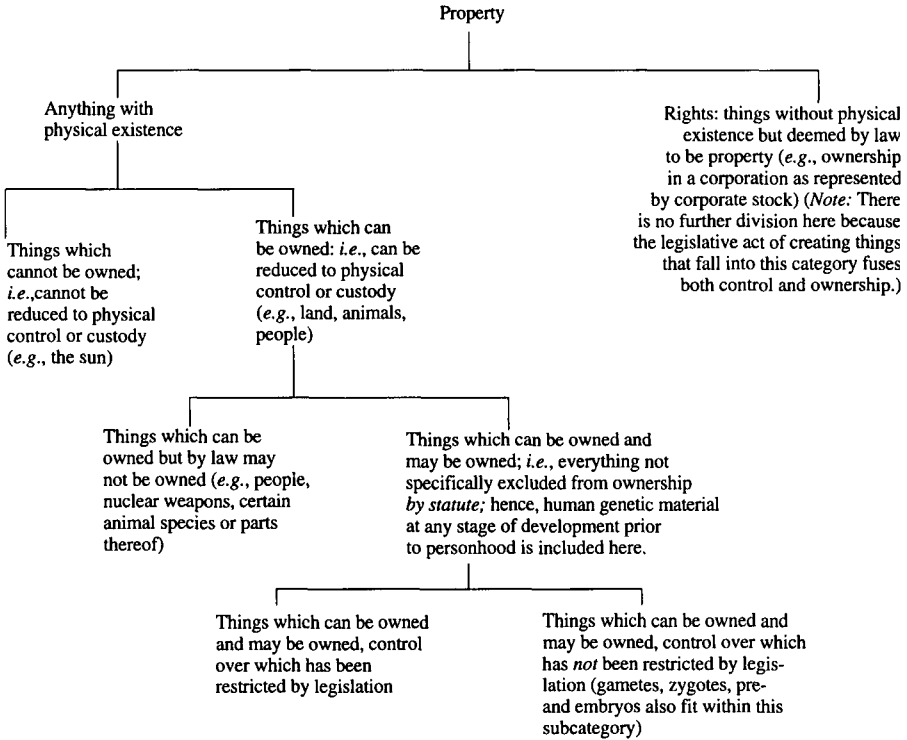 Property
Anything with
physical existence
Rights: things without physical
existence but deemed by law
to be property (e.g., ownership
in a corporation as represented
by corporate stock) (Note: There
is no further division here because
the legislative act of creating things
that fall into this category fuses
both control and ownership.)
Things which
cannot be owned;
i.e.,cannot be
reduced to physical
control or custody
(e.g., the sun)
Things which can
be owned: i.e., can be
reduced to physical
control or custody
(e.g., land, animals,
people)
Things which can be
owned but by law may
not be owned (e.g., people,
nuclear weapons, certain
animal species or parts
thereof)
Things which can be owned and
may be owned; i.e., everything not
specifically excluded from ownership
by statute; hence, human genetic material
at any stage of development prior
to personhood is included here.
Things which can be owned
and may be owned, control
over which has been
restricted by legislation
Things which can be owned and
may be owned, control over which
has not been restricted by legis-
lation (gametes, zygotes, pre-
and embryos also fit within this
subcategory)